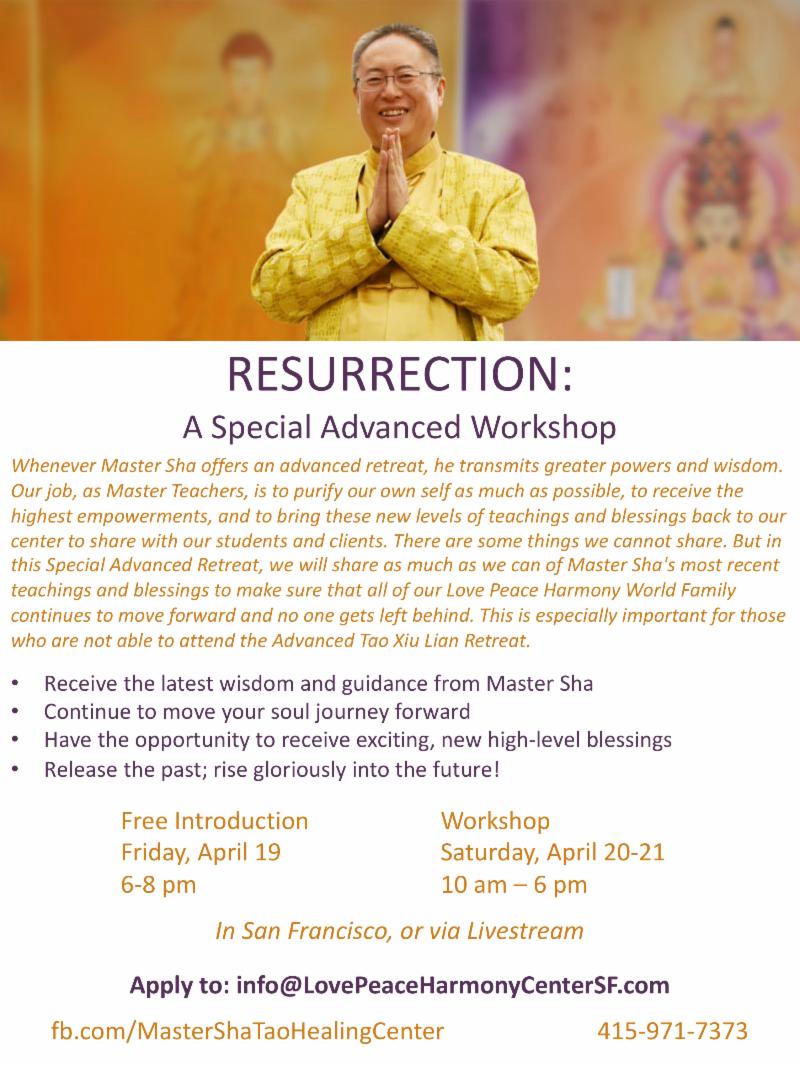 RESURRECTION:
A Special Advanced Workshop
Whenever Master Sha offers an advanced retreat, he transmits greater powers and wisdom.
Our job, as Master Teachers, is to purify our own self as much as possible, to receive the
highest empowerments, and to bring these new levels of teachings and blessings back to our
center to share with our students and clients. There are some things we cannot share. But in
this Special Advanced Retreat, we will share as much as we can of Master Sha's most recent
teachings and blessings to make sure that all of our Love Peace Harmony World Family
continues to move forward and no one gets left behind. This is especially important for those
who are not able to attend the Advanced Tao Xiu Lian Retreat.
• Receive the latest wisdom and guidance from Master Sha
• Continue to move your soul journey forward
• Have the opportunity to receive exciting, new high-level blessings
• Release the past; rise gloriously into the future!
Free Introduction
Friday, April 19
6-8 pm
Workshop
Saturday, April 20-21
10 am – 6 pm
In San Francisco, or via Livestream
Apply to: info@LovePeaceHarmonyCenterSF.com
fb.com/MasterShaTaoHealingCenter
415-971-7373